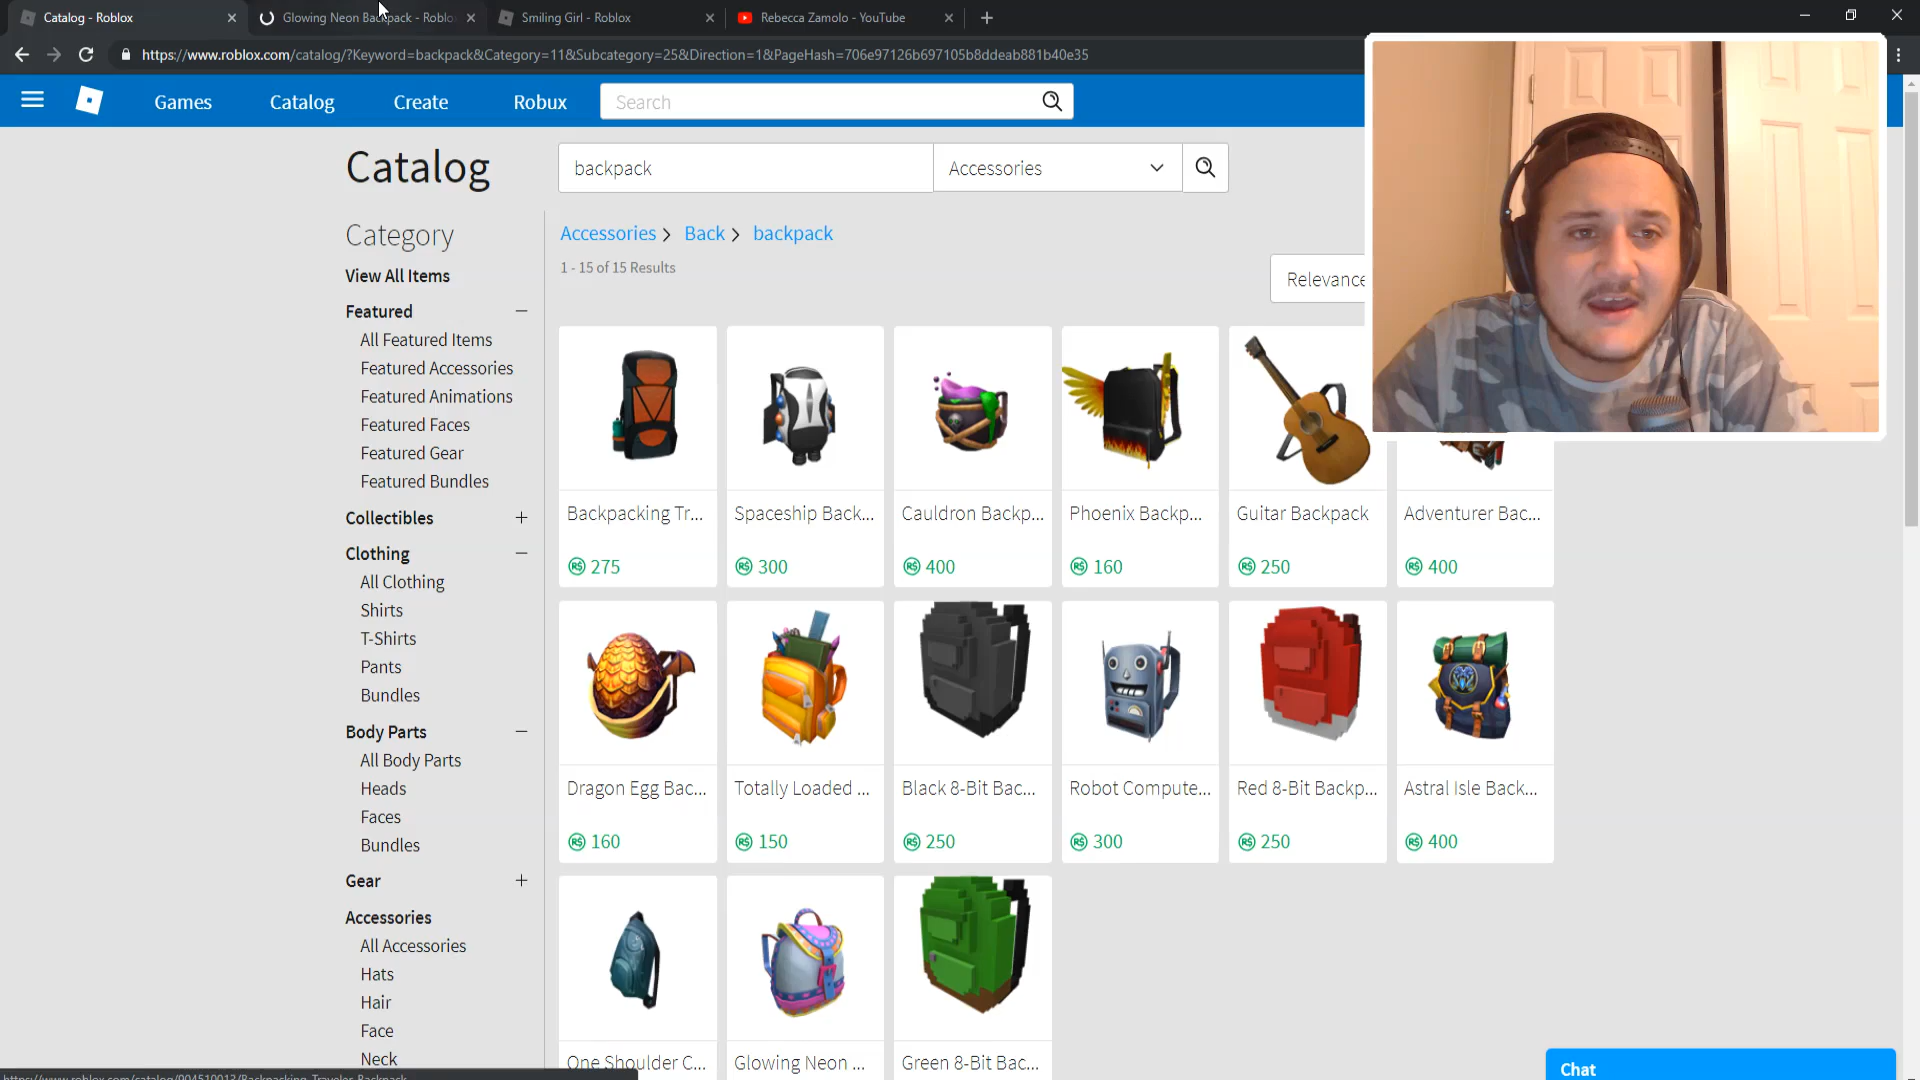 Catalog - Roblox
Glowing Neon Backpack - Roblo
Smiling Girl - Roblox
Rebecca Zamolo - YouTube
https://www.roblox.com/catalog/?Keyword=backpack&Category=11&Subcategory=25&Direction=1&PageHash=706e97126b697105b8ddeab881b40e35
Games
Catalog
Create
Robux
Search
Catalog
backpack
Accessories
Category
View All Items
Featured
All Featured Items
Featured Accessories
Featured Animations
Featured Faces
Featured Gear
Featured Bundles
Collectibles
Clothing
All Clothing
Shirts
T-Shirts
Pants
Bundles
Body Parts
All Body Parts
Heads
Faces
Bundles
Gear
Accessories
All Accessories
Hats
Hair
Face
Neck
Accessories > Back > backpack
1 - 15 of 15 Results
Relevance
Backpacking Tr...
R$ 275
Spaceship Back...
R$ 300
Cauldron Backp...
R$ 400
Phoenix Backp...
R$ 160
Guitar Backpack
R$ 250
Adventurer Bac...
R$ 400
Dragon Egg Bac...
R$ 160
Totally Loaded ...
R$ 150
Black 8-Bit Bac...
R$ 250
Robot Compute...
R$ 300
Red 8-Bit Backp...
R$ 250
Astral Isle Back...
R$ 400
One Shoulder C...
Glowing Neon ...
Green 8-Bit Bac...
Chat